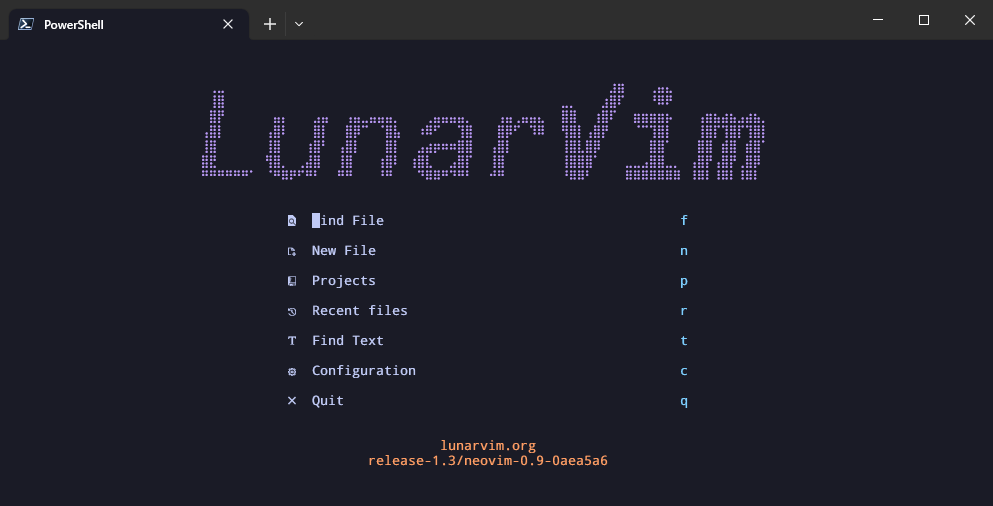 PowerShell
LunarVim
Find File f
New File n
Projects p
Recent files r
Find Text t
Configuration c
Quit q
lunarvim.org
release-1.3/neovim-0.9-0aea5a6